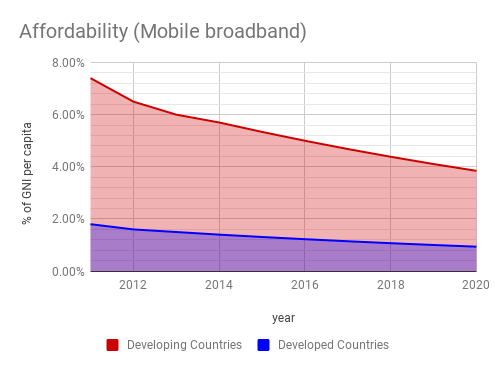 Affordability (Mobile broadband)
8.00%
6.00%
4.00%
2.00%
0.00%
% of GNI per capita
2012 2014 2016 2018 2020
year
Developing Countries Developed Countries